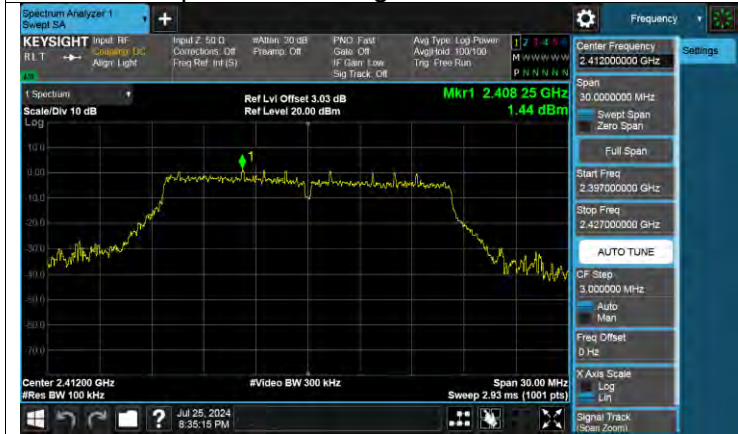 Spectrum Analyzer 1
Swept SA
+
Frequency
KEYSIGHT
Input: RF
Input Z: 50 Ω
#Atten: 30 dB
PNO: Fast
Avg Type: Log-Power
1 2 3 4 5 6
RLT
Coupling: DC
Corrections: Off
Preamp: Off
Gate: Off
Avg|Hold: 100/100
M W W W W W
Align: Light
Freq Ref: Int (S)
IF Gain: Low
Trig: Free Run
Sig Track: Off
P N N N N N
1 Spectrum
Ref Lvl Offset 3.03 dB
Mkr1 2.408 25 GHz
Scale/Div 10 dB
Ref Level 20.00 dBm
1.44 dBm
Log
10.0
0.00
-10.0
-20.0
-30.0
-40.0
-50.0
-60.0
-70.0
1
Center 2.41200 GHz
#Video BW 300 kHz
Span 30.00 MHz
#Res BW 100 kHz
Sweep 2.93 ms (1001 pts)
?
Jul 25, 2024
8:35:15 PM
Center Frequency
2.412000000 GHz
Settings
Span
30.0000000 MHz
Swept Span
Zero Span
Full Span
Start Freq
2.397000000 GHz
Stop Freq
2.427000000 GHz
AUTO TUNE
CF Step
3.000000 MHz
Auto
Man
Freq Offset
0 Hz
X Axis Scale
Log
Lin
Signal Track
(Span Zoom)